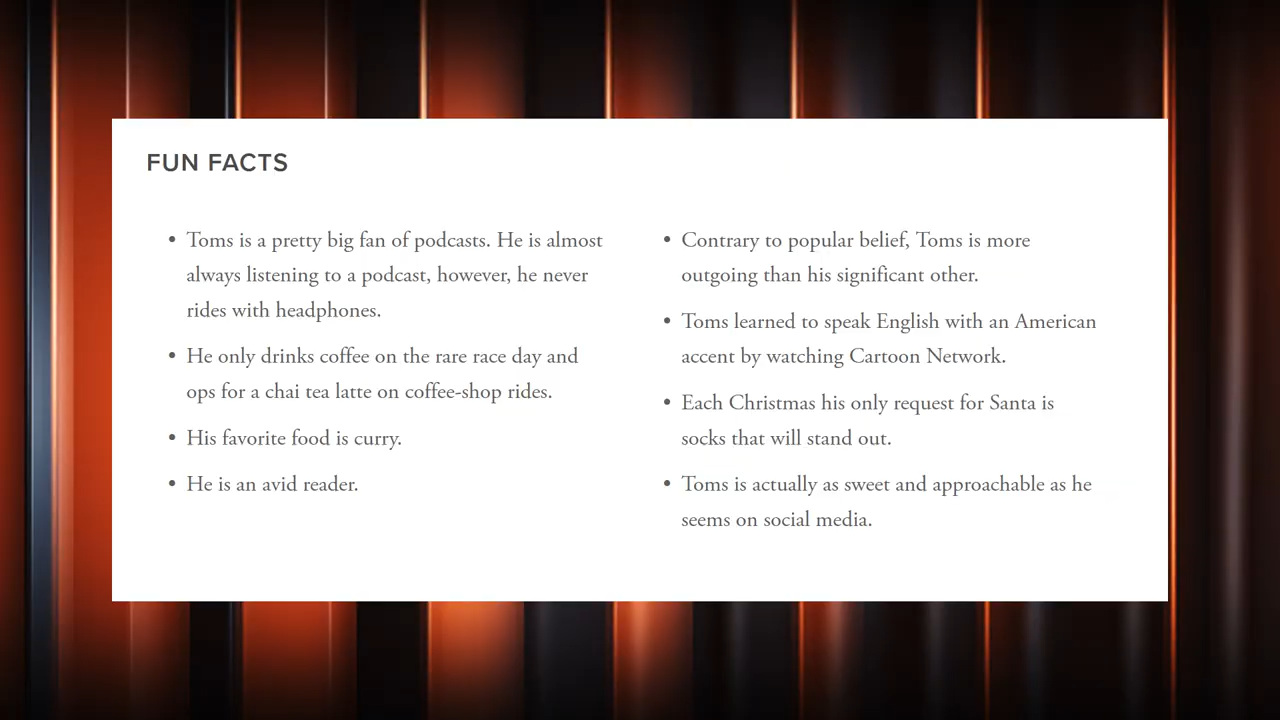 FUN FACTS
• Toms is a pretty big fan of podcasts. He is almost
always listening to a podcast, however, he never
rides with headphones.
• He only drinks coffee on the rare race day and
ops for a chai tea latte on coffee-shop rides.
• His favorite food is curry.
• He is an avid reader.
• Contrary to popular belief, Toms is more
outgoing than his significant other.
• Toms learned to speak English with an American
accent by watching Cartoon Network.
• Each Christmas his only request for Santa is
socks that will stand out.
• Toms is actually as sweet and approachable as he
seems on social media.